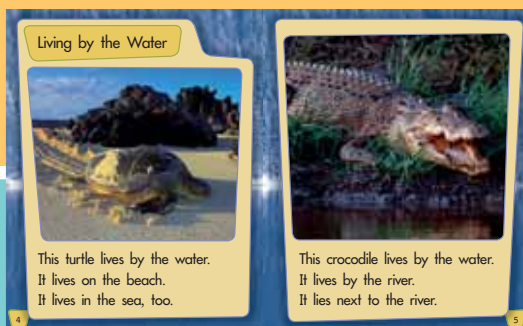 Living by the Water
This turtle lives by the water.
It lives on the beach.
It lives in the sea, too.
4
This crocodile lives by the water.
It lives by the river.
It lies next to the river.
5